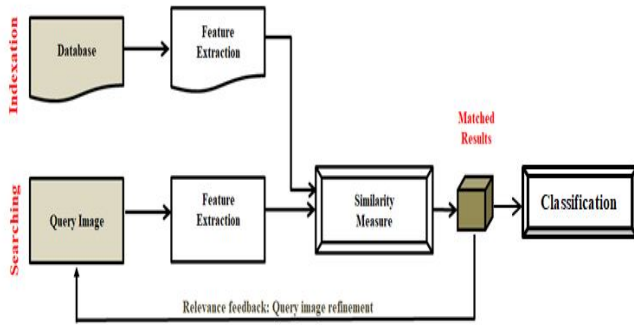 Indexation
Database
Feature
Extraction
Searching
Query Image
Feature
Extraction
Similarity
Measure
Matched
Results
Classification
Relevance feedback: Query image refinement